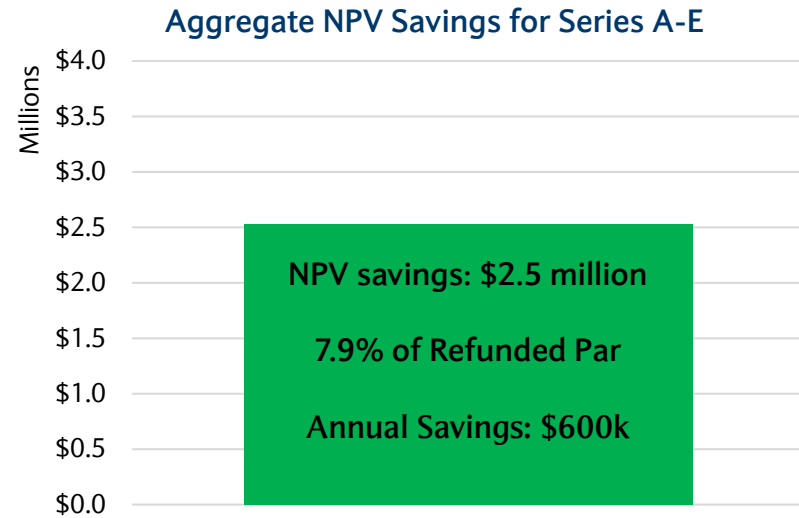 Aggregate NPV Savings for Series A-E
Millions
$4.0
$3.5
$3.0
$2.5
$2.0
$1.5
$1.0
$0.5
$0.0
NPV savings: $2.5 million
7.9% of Refunded Par
Annual Savings: $600k